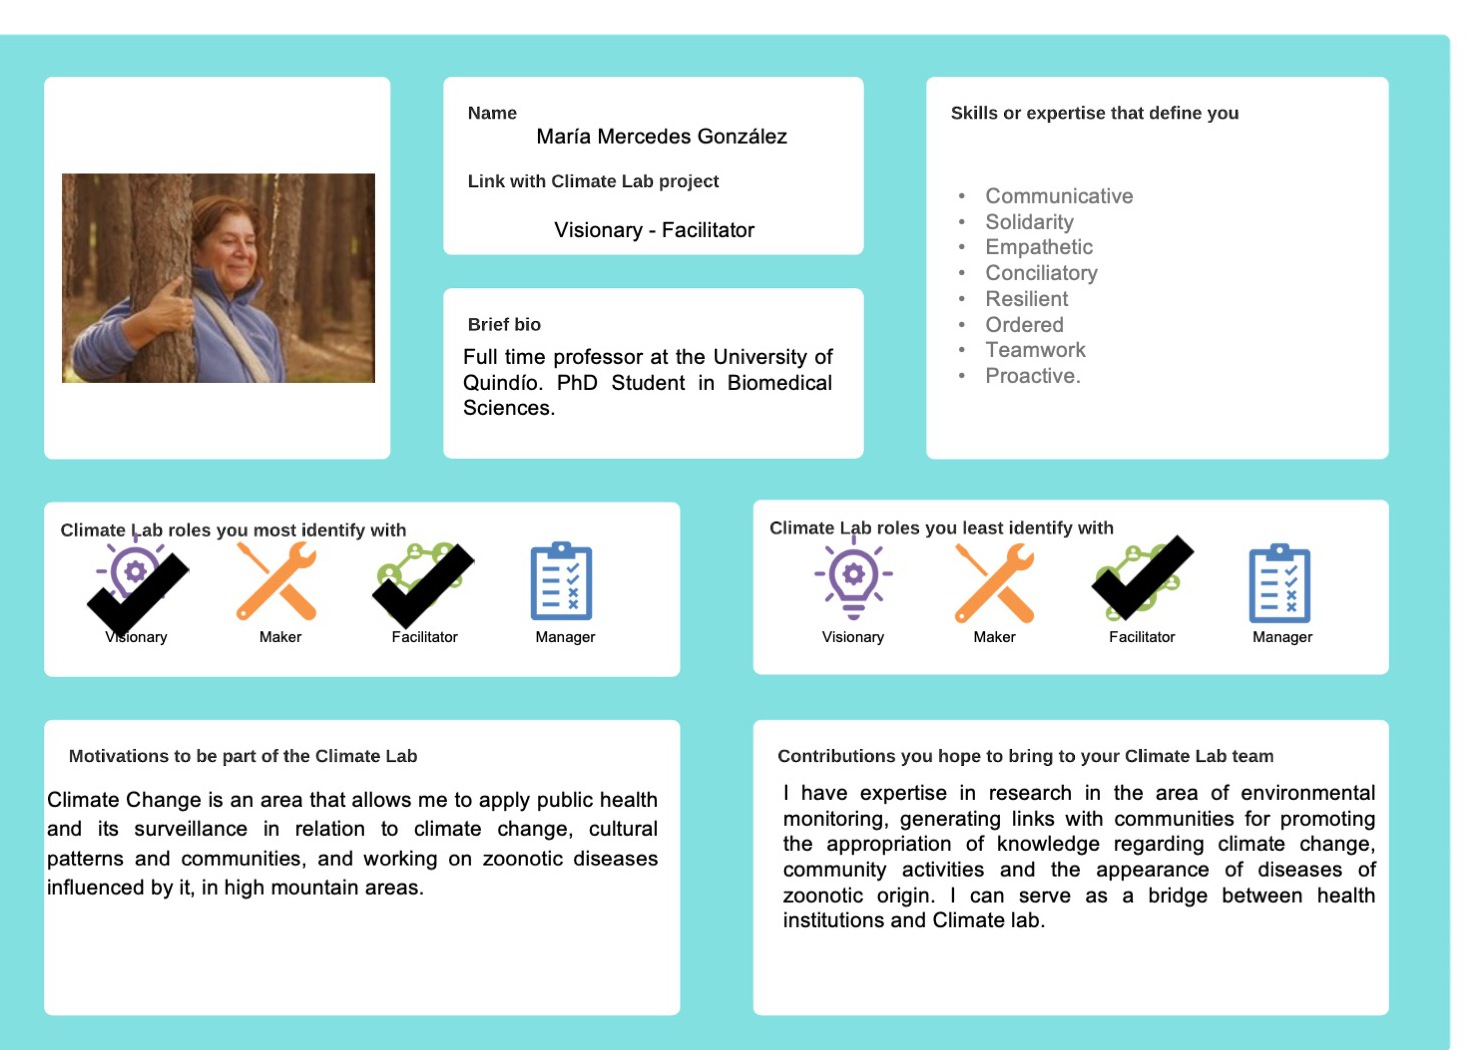 Name
María Mercedes González
Link with Climate Lab project
Visionary - Facilitator
Brief bio
Full time professor at the University of
Quindío. PhD Student in Biomedical
Sciences.
Skills or expertise that define you
• Communicative
• Solidarity
• Empathetic
• Conciliatory
• Resilient
• Ordered
• Teamwork
• Proactive.
Climate Lab roles you most identify with
Visionary Maker Facilitator Manager
Climate Lab roles you least identify with
Visionary Maker Facilitator Manager
Motivations to be part of the Climate Lab
Climate Change is an area that allows me to apply public health
and its surveillance in relation to climate change, cultural
patterns and communities, and working on zoonotic diseases
influenced by it, in high mountain areas.
Contributions you hope to bring to your Climate Lab team
I have expertise in research in the area of environmental
monitoring, generating links with communities for promoting
the appropriation of knowledge regarding climate change,
community activities and the appearance of diseases of
zoonotic origin. I can serve as a bridge between health
institutions and Climate lab.